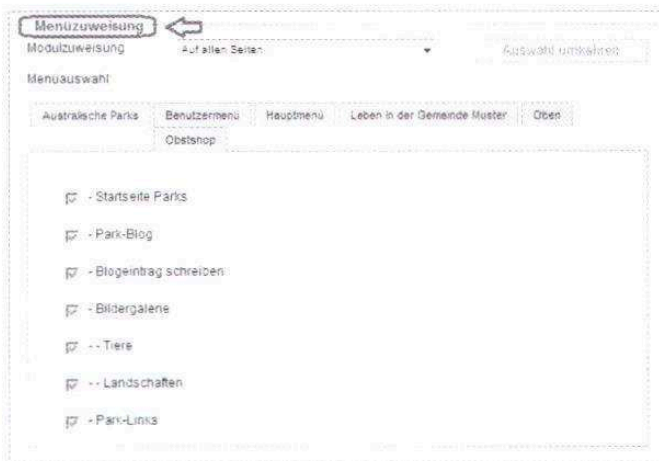 Menüzuweisung
Modulzuweisung Auf allen Seiten Auswahl umkehren
Menuauswahl
Australische Parks Benutzermenü Hauptmenü Leben in der Gemeinde Muster Oben
Obstshop
- Startseite Parks
- Park-Blog
- Blogeintrag schreiben
- Bildergalerie
- - Tiere
- - Landschaften
- Park-Links